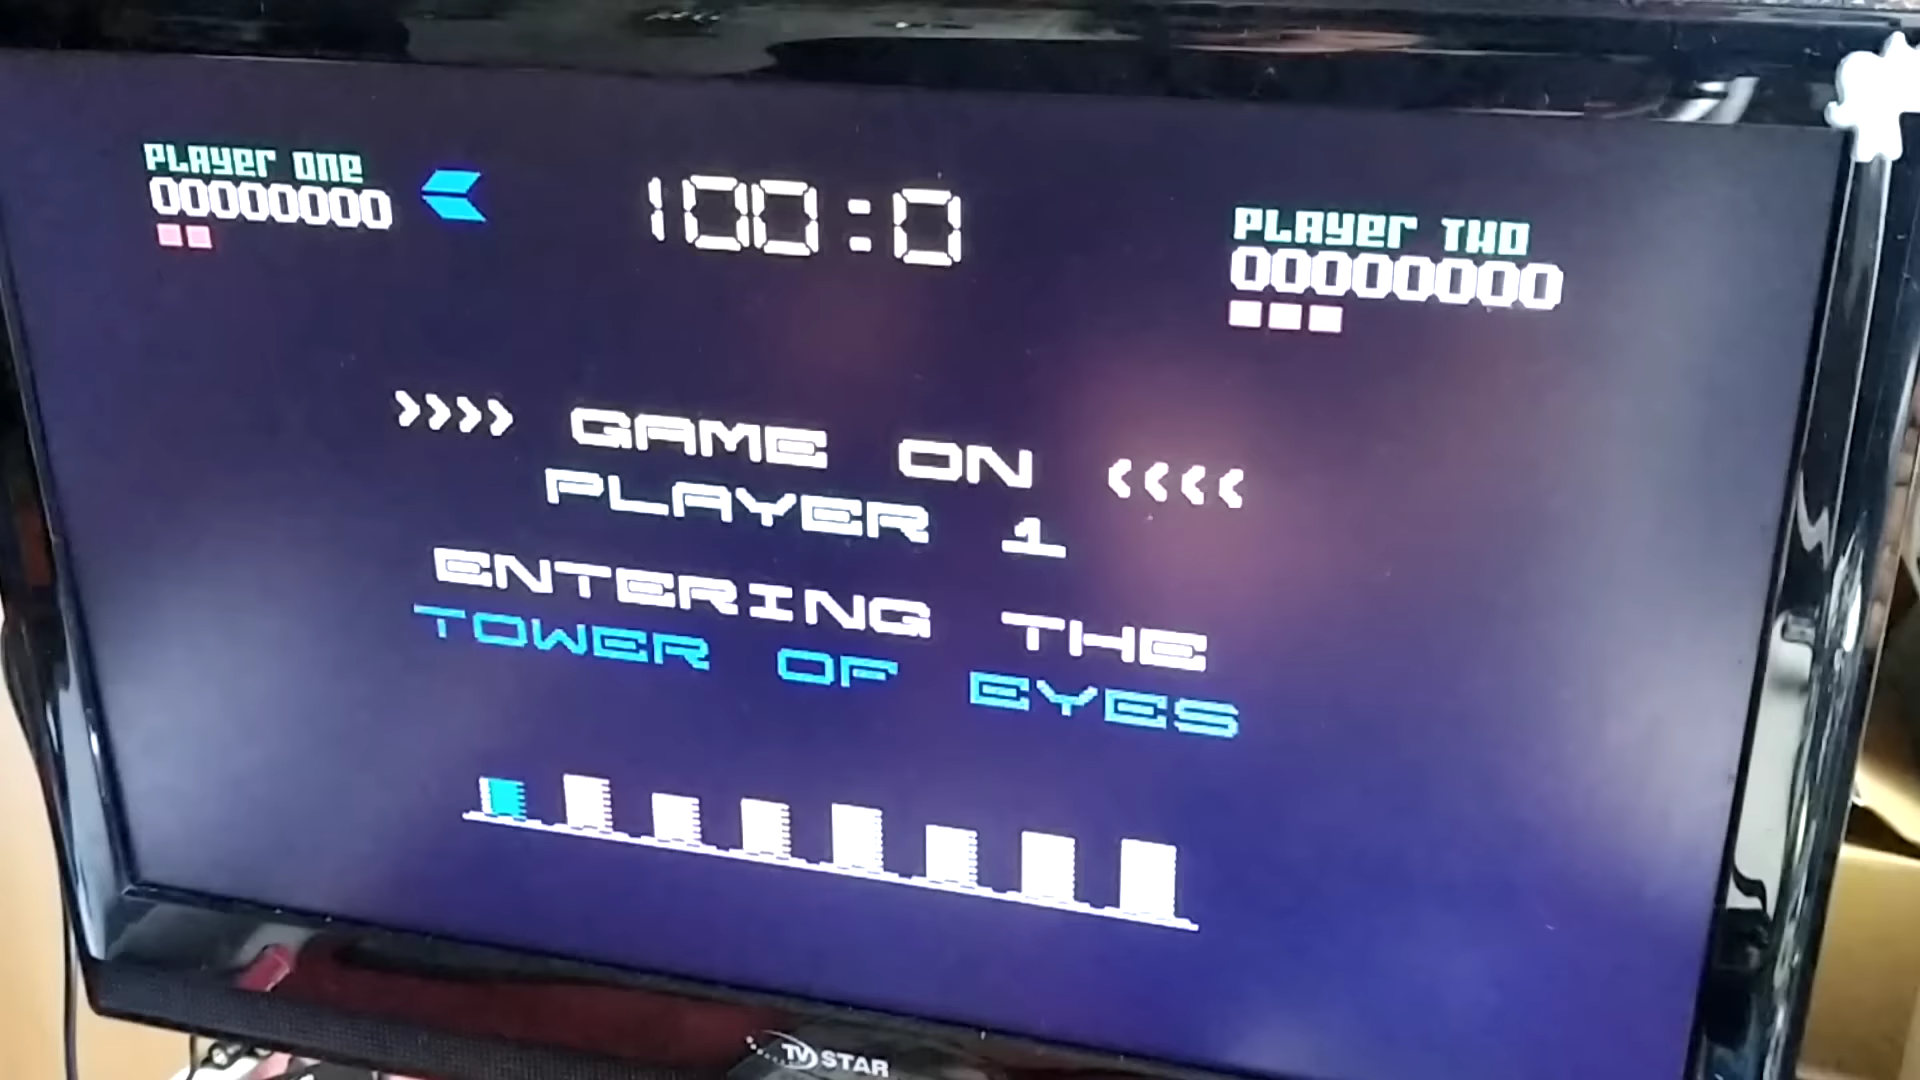 PLAYER ONE
00000000
100:0
PLAYER TWO
00000000
>>>> GAME ON <<<<
PLAYER 1
ENTERING THE
TOWER OF EYES
TV STAR